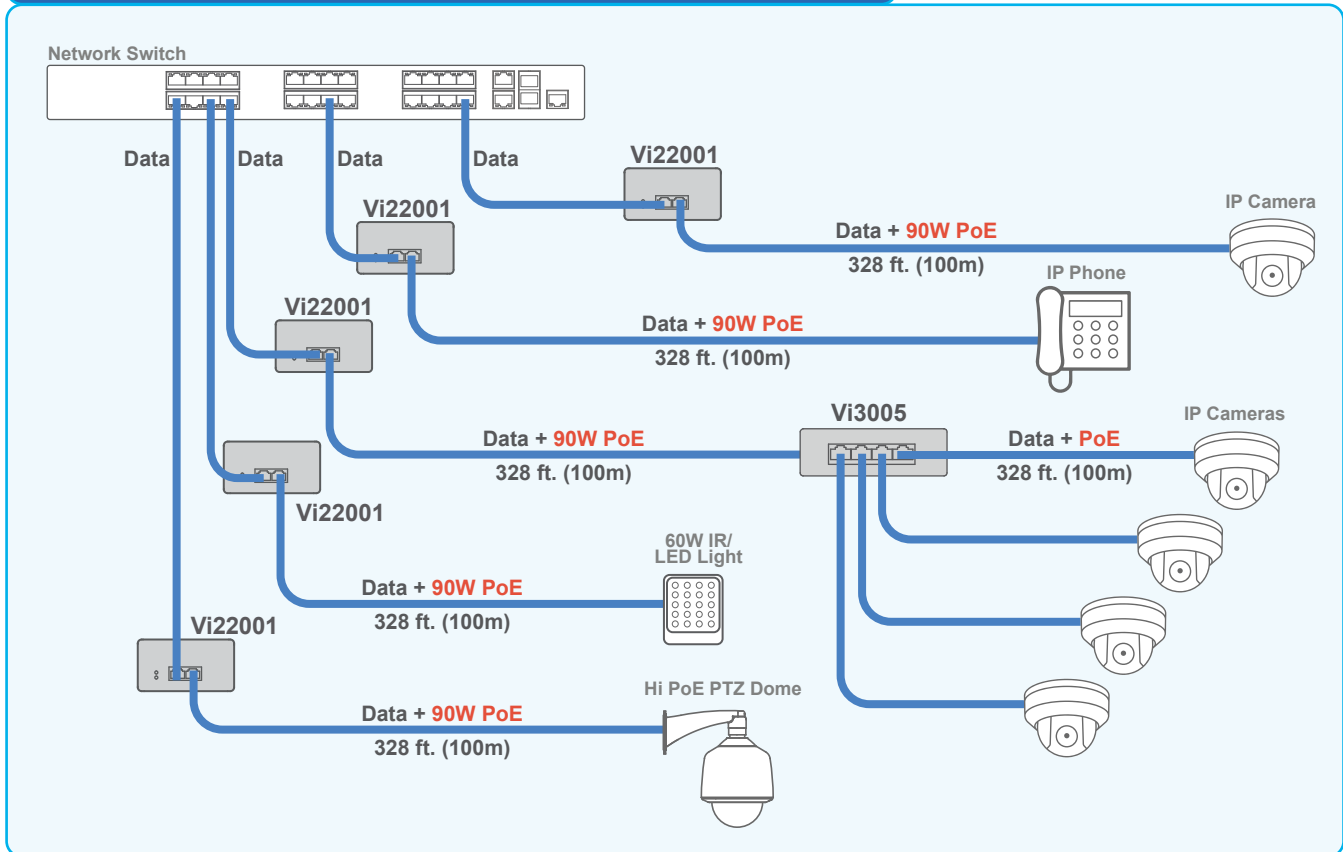 Network Switch
Data
Data
Data
Data
Vi22001
IP Camera
Data + 90W PoE
328 ft. (100m)
Vi22001
IP Phone
Data + 90W PoE
328 ft. (100m)
Vi22001
Vi3005
IP Cameras
Data + 90W PoE
328 ft. (100m)
Data + PoE
328 ft. (100m)
Vi22001
60W IR/
LED Light
Data + 90W PoE
328 ft. (100m)
Vi22001
Hi PoE PTZ Dome
Data + 90W PoE
328 ft. (100m)